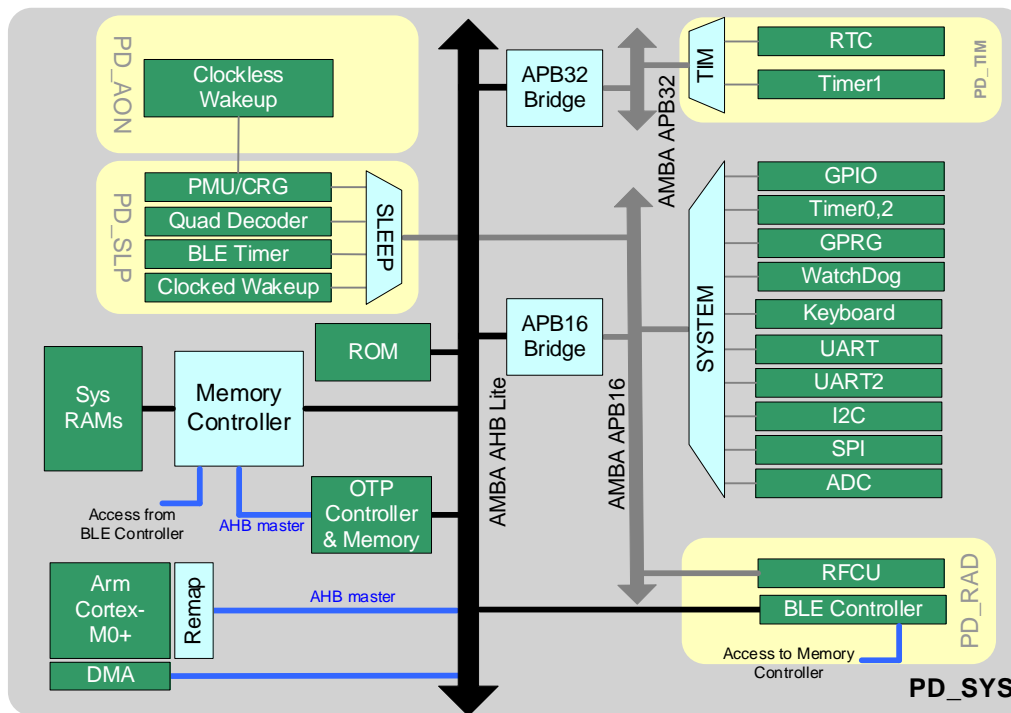 PD_AON
Clockless
Wakeup
PD_SLP
PMU/CRG
Quad Decoder
BLE Timer
Clocked Wakeup
SLEEP
APB32
Bridge
AMBA APB32
TIM
RTC
Timer1
PD_TIM
GPIO
Timer0,2
GPRG
WatchDog
Keyboard
UART
UART2
I2C
SPI
ADC
SYSTEM
APB16
Bridge
AMBA AHB Lite
AMBA APB16
ROM
Sys
RAMs
Memory
Controller
Access from
BLE Controller
AHB master
OTP
Controller
& Memory
Arm
Cortex-
M0+
Remap
AHB master
DMA
RFCU
BLE Controller
PD_RAD
Access to Memory
Controller
PD_SYS